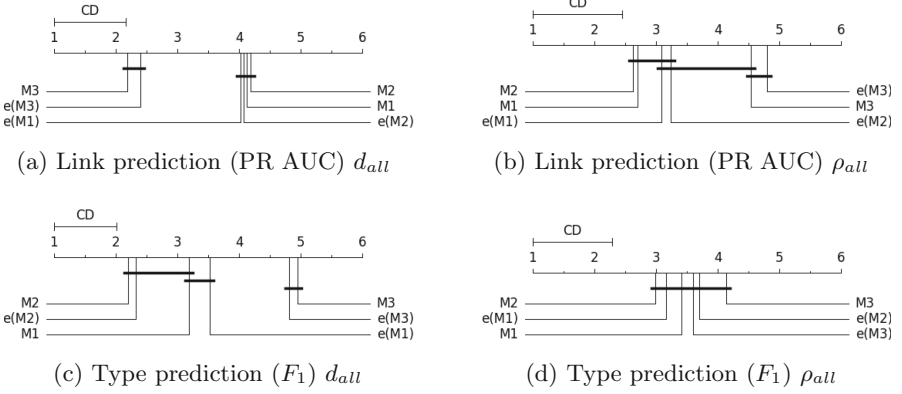 CD
1 2 3 4 5 6
M3 M2
e(M3) M1
e(M1) e(M2)
(a) Link prediction (PR AUC) d_all
CD
1 2 3 4 5 6
M2 e(M3)
M1 M3
e(M1) e(M2)
(b) Link prediction (PR AUC) ρ_all
CD
1 2 3 4 5 6
M2 M3
e(M2) e(M3)
M1 e(M1)
(c) Type prediction (F₁) d_all
CD
1 2 3 4 5 6
M2 M3
e(M1) e(M2)
M1 e(M3)
(d) Type prediction (F₁) ρ_all